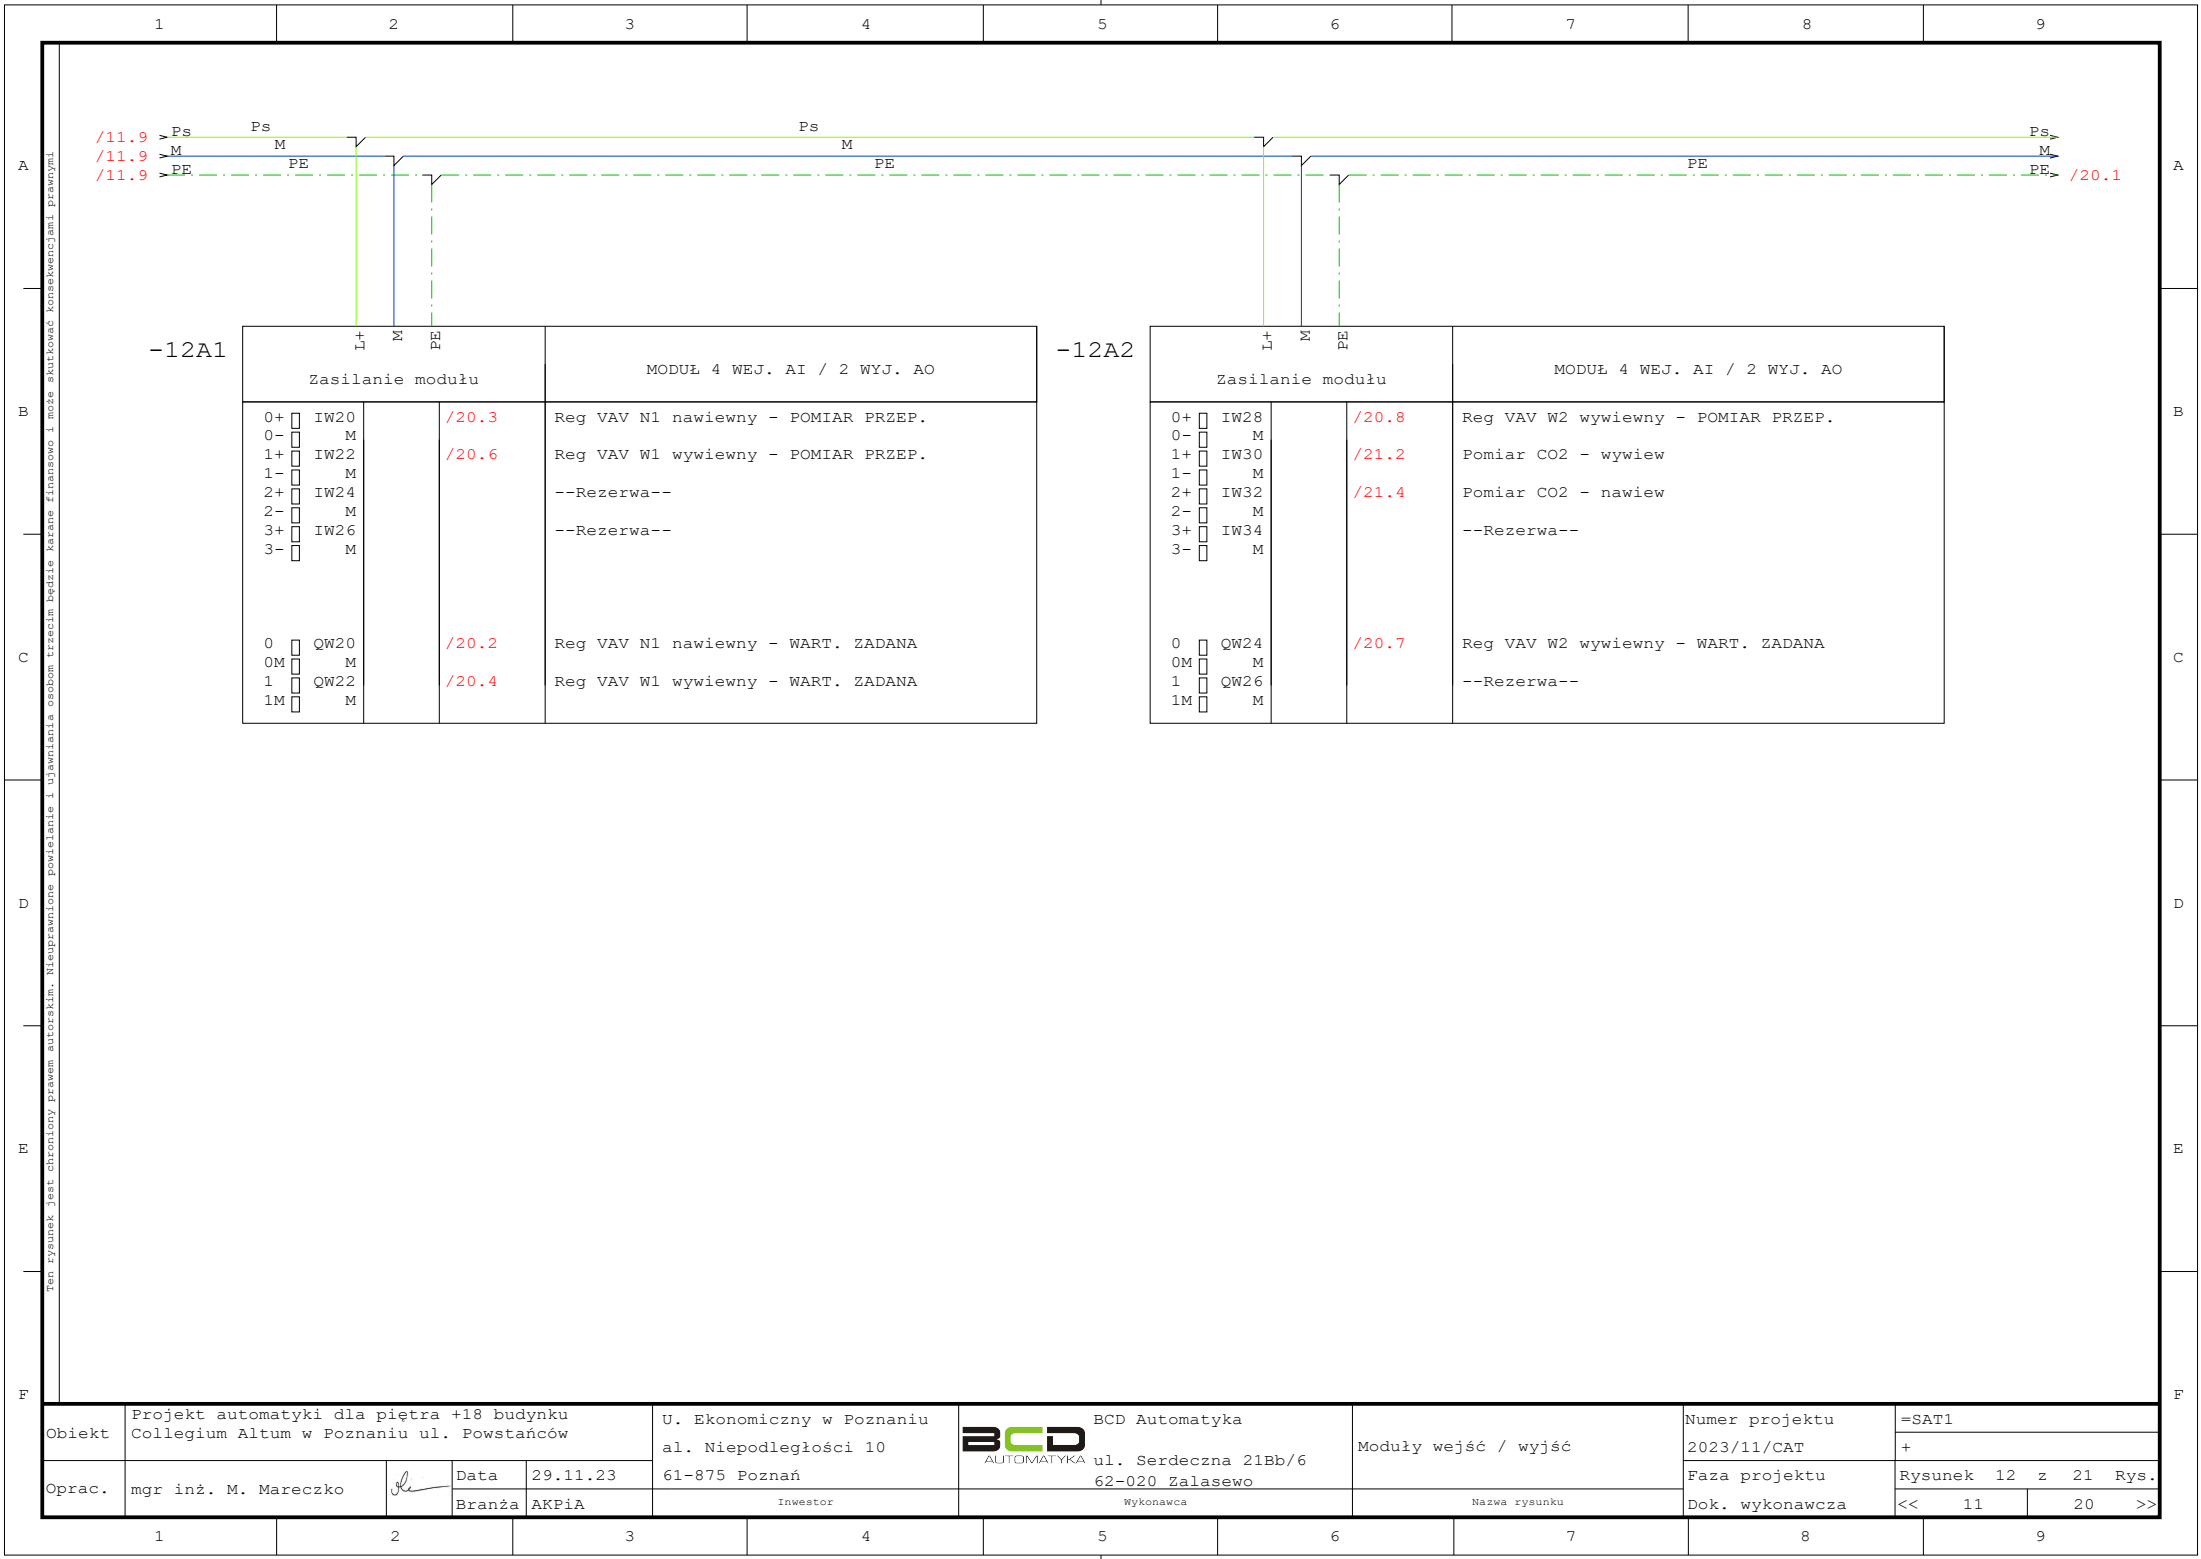 1 2 3 4 5 6 7 8 9
Ten rysunek jest chroniony prawem autorskim. Nieuprawnione powielanie i ujawniania osobom trzecim będzie karane finansowo i może skutkować konsekwencjami prawnymi
/11.9 Ps Ps Ps Ps
/11.9 M M M M
/11.9 PE PE PE PE PE /20.1
A A
B B
C C
D D
E E
F F
-12A1
L+ M PE
Zasilanie modułu
MODUŁ 4 WEJ. AI / 2 WYJ. AO
0+ IW20 /20.3 Reg VAV N1 nawiewny - POMIAR PRZEP.
0- M
1+ IW22 /20.6 Reg VAV W1 wywiewny - POMIAR PRZEP.
1- M
2+ IW24 --Rezerwa--
2- M
3+ IW26 --Rezerwa--
3- M
0 QW20 /20.2 Reg VAV N1 nawiewny - WART. ZADANA
0M M
1 QW22 /20.4 Reg VAV W1 wywiewny - WART. ZADANA
1M M
-12A2
L+ M PE
Zasilanie modułu
MODUŁ 4 WEJ. AI / 2 WYJ. AO
0+ IW28 /20.8 Reg VAV W2 wywiewny - POMIAR PRZEP.
0- M
1+ IW30 /21.2 Pomiar CO2 - wywiew
1- M
2+ IW32 /21.4 Pomiar CO2 - nawiew
2- M
3+ IW34 --Rezerwa--
3- M
0 QW24 /20.7 Reg VAV W2 wywiewny - WART. ZADANA
0M M
1 QW26 --Rezerwa--
1M M
Obiekt
Projekt automatyki dla piętra +18 budynku
Collegium Altum w Poznaniu ul. Powstańców
Oprac. mgr inż. M. Mareczko
Data 29.11.23
Branża AKPiA
U. Ekonomiczny w Poznaniu
al. Niepodległości 10
61-875 Poznań
Inwestor
BCD
AUTOMATYKA
BCD Automatyka
ul. Serdeczna 21Bb/6
62-020 Zalasewo
Wykonawca
Moduły wejść / wyjść
Nazwa rysunku
Numer projektu
2023/11/CAT
Faza projektu
Dok. wykonawcza
=SAT1
+
Rysunek 12 z 21 Rys.
<< 11 20 >>
1 2 3 4 5 6 7 8 9